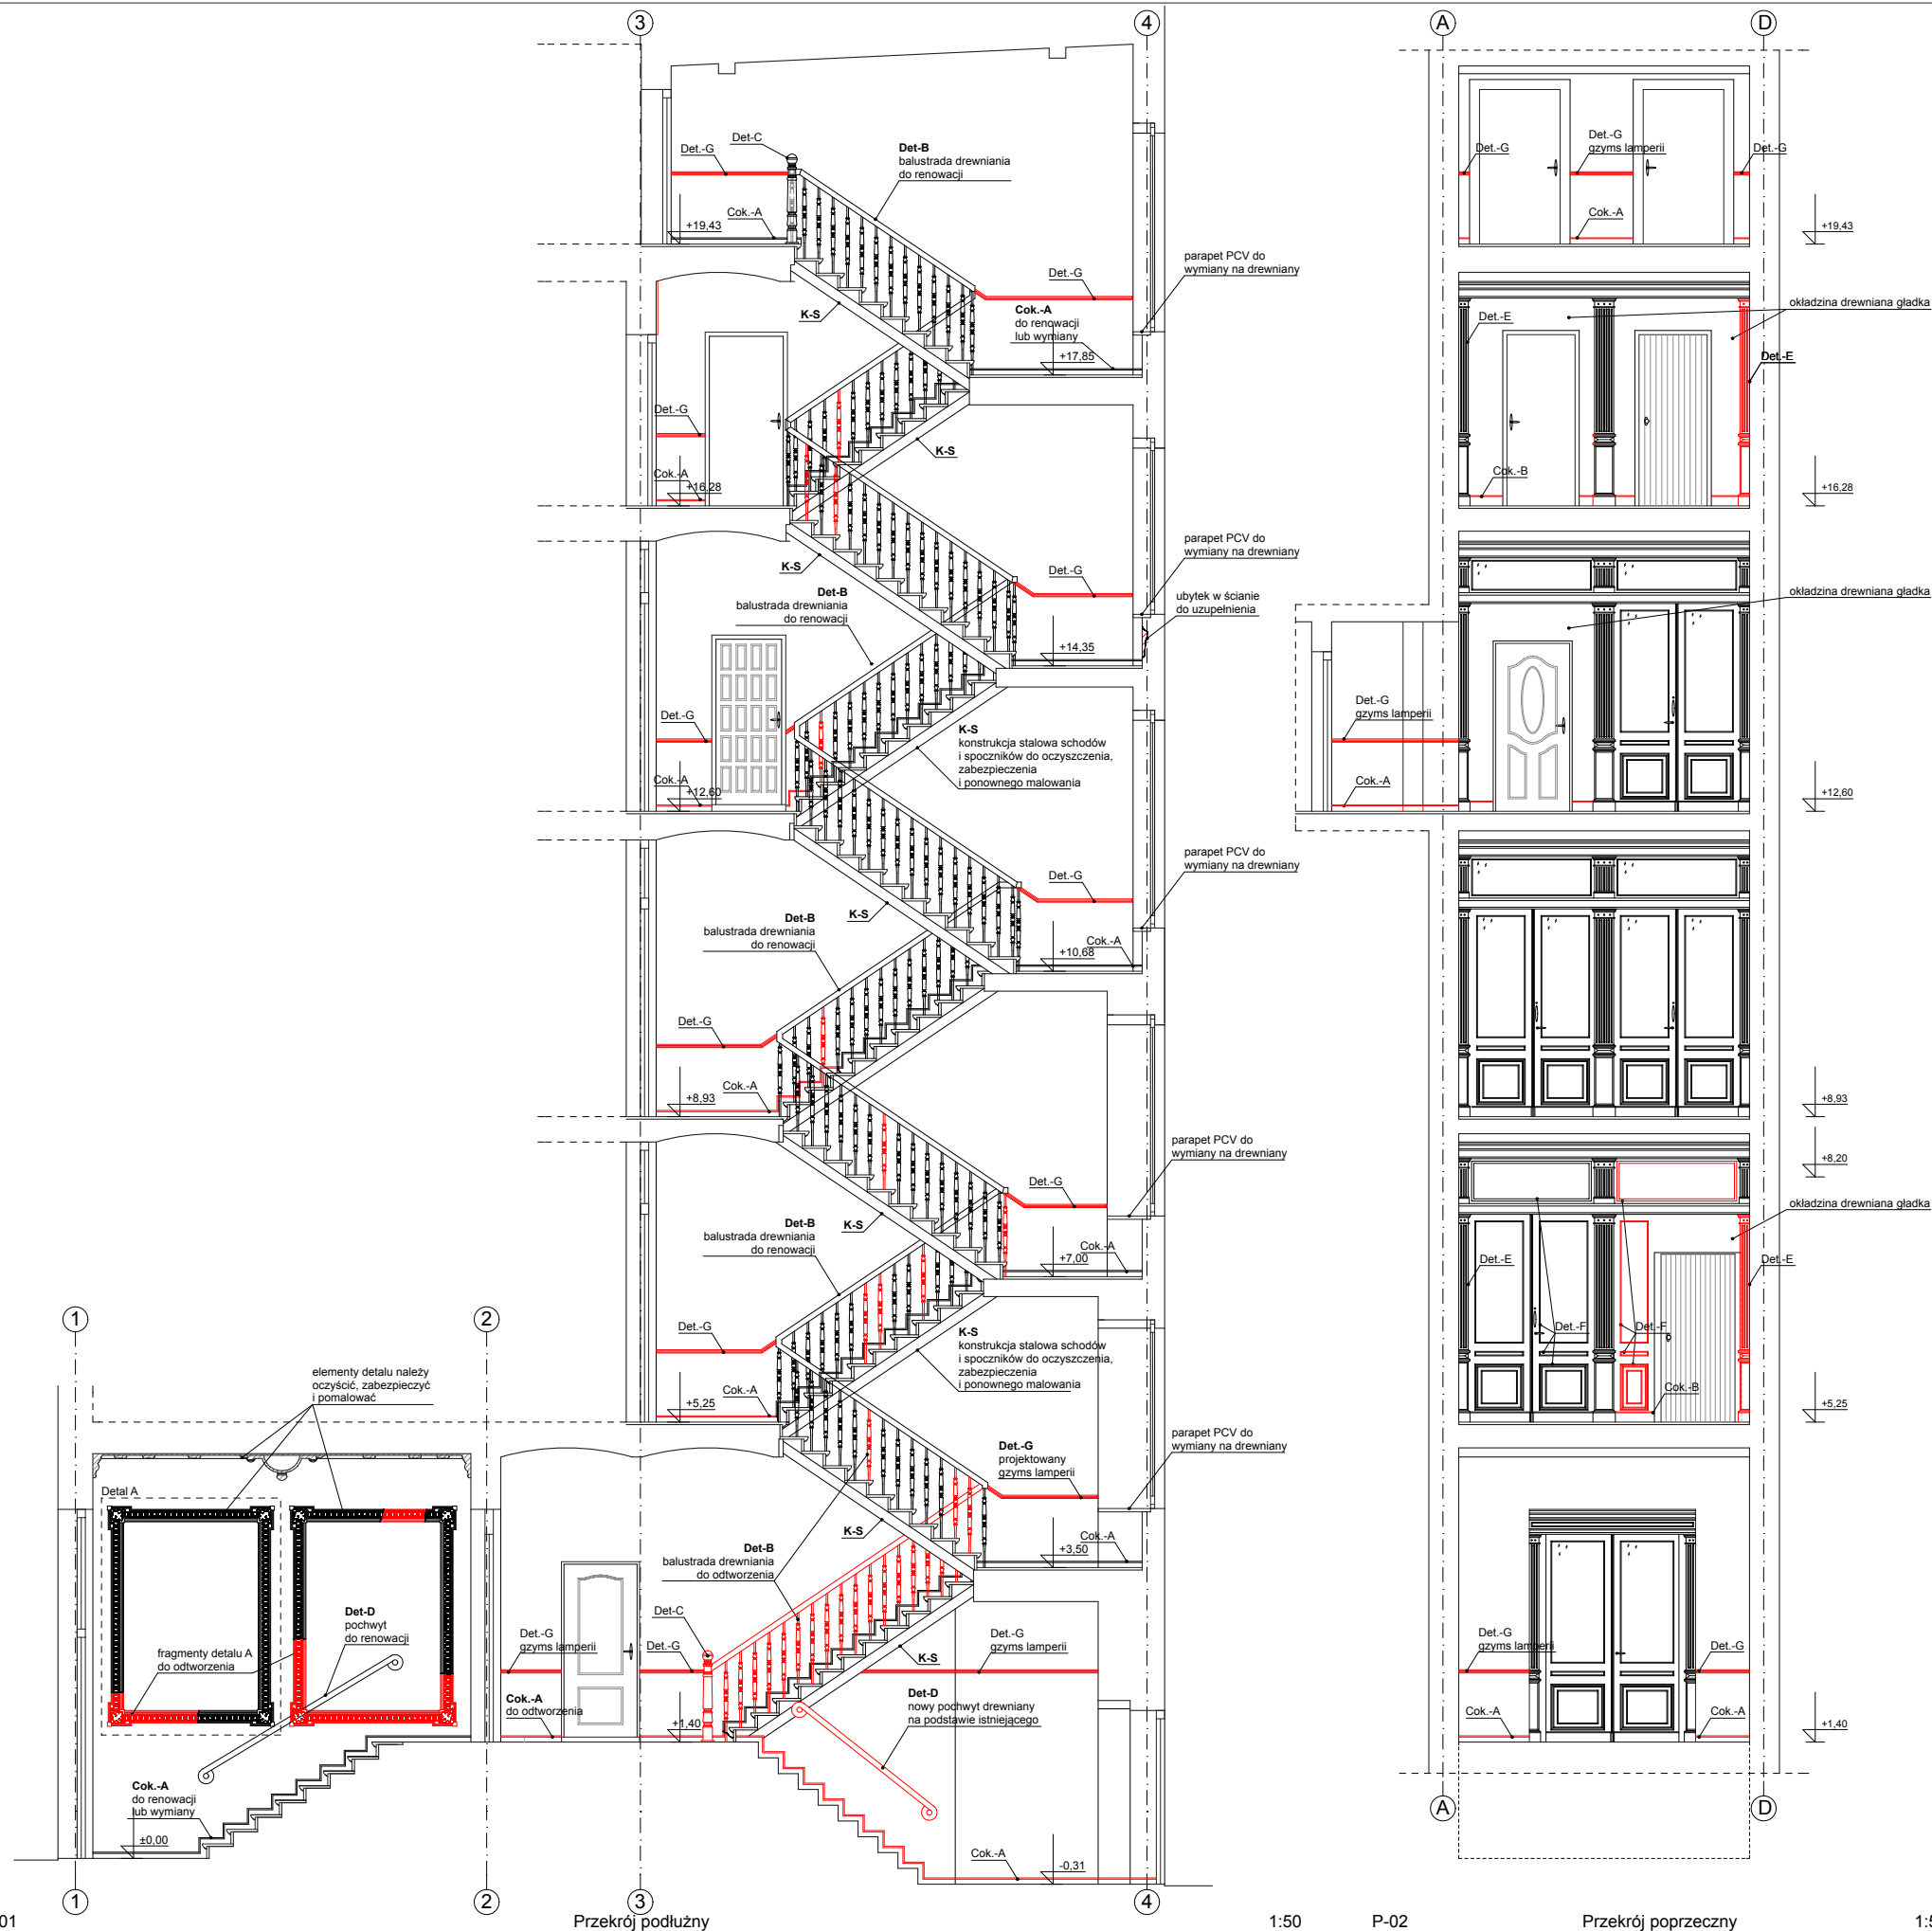 3
4
A
D
Det-C
Det.-G
Det-B
balustrada drewniania
do renowacji
Cok.-A
+19,43
K-S
Det.-G
Cok.-A
do renowacji
lub wymiany
+17,85
parapet PCV do
wymiany na drewniany
Det.-G
Cok.-A
+16,28
K-S
K-S
Det-B
balustrada drewniania
do renowacji
Det.-G
+14,35
parapet PCV do
wymiany na drewniany
ubytek w ścianie
do uzupełnienia
Det.-G
Cok.-A
+12,60
K-S
konstrukcja stalowa schodów
i spoczników do oczyszczenia,
zabezpieczenia
i ponownego malowania
parapet PCV do
wymiany na drewniany
Det.-G
K-S
Det-B
balustrada drewniania
do renowacji
Cok.-A
+10,68
Det.-G
Cok.-A
+8,93
parapet PCV do
wymiany na drewniany
Det.-G
K-S
Det-B
balustrada drewniania
do renowacji
Cok.-A
+7,00
Det.-G
Cok.-A
+5,25
K-S
konstrukcja stalowa schodów
i spoczników do oczyszczenia,
zabezpieczenia
i ponownego malowania
parapet PCV do
wymiany na drewniany
Det.-G
projektowany
gzyms lamperii
K-S
Cok.-A
+3,50
Det-B
balustrada drewniania
do odtworzenia
1
2
elementy detalu należy
oczyścić, zabezpieczyć
i pomalować
Detal A
Det-D
pochwyt
do renowacji
fragmenty detalu A
do odtworzenia
Cok.-A
do renowacji
lub wymiany
±0,00
Det.-G
gzyms lamperii
Cok.-A
do odtworzenia
Det-C
Det.-G
+1,40
Det.-G
gzyms lamperii
K-S
Det-D
nowy pochwyt drewniany
na podstawie istniejącego
Cok.-A
-0,31
1
2
3
4
01
Przekrój podłużny
1:50
Det.-G
Det.-G
gzyms lamperii
Det.-G
Cok.-A
+19,43
okładzina drewniana gładka
Det.-E
Det.-E
Cok.-B
+16,28
okładzina drewniana gładka
Det.-G
gzyms lamperii
Cok.-A
+12,60
+8,93
+8,20
okładzina drewniana gładka
Det.-E
Det.-E
Det.-F
Det.-F
Cok.-B
+5,25
Det.-G
gzyms lamperii
Det.-G
Cok.-A
Cok.-A
+1,40
A
D
P-02
Przekrój poprzeczny